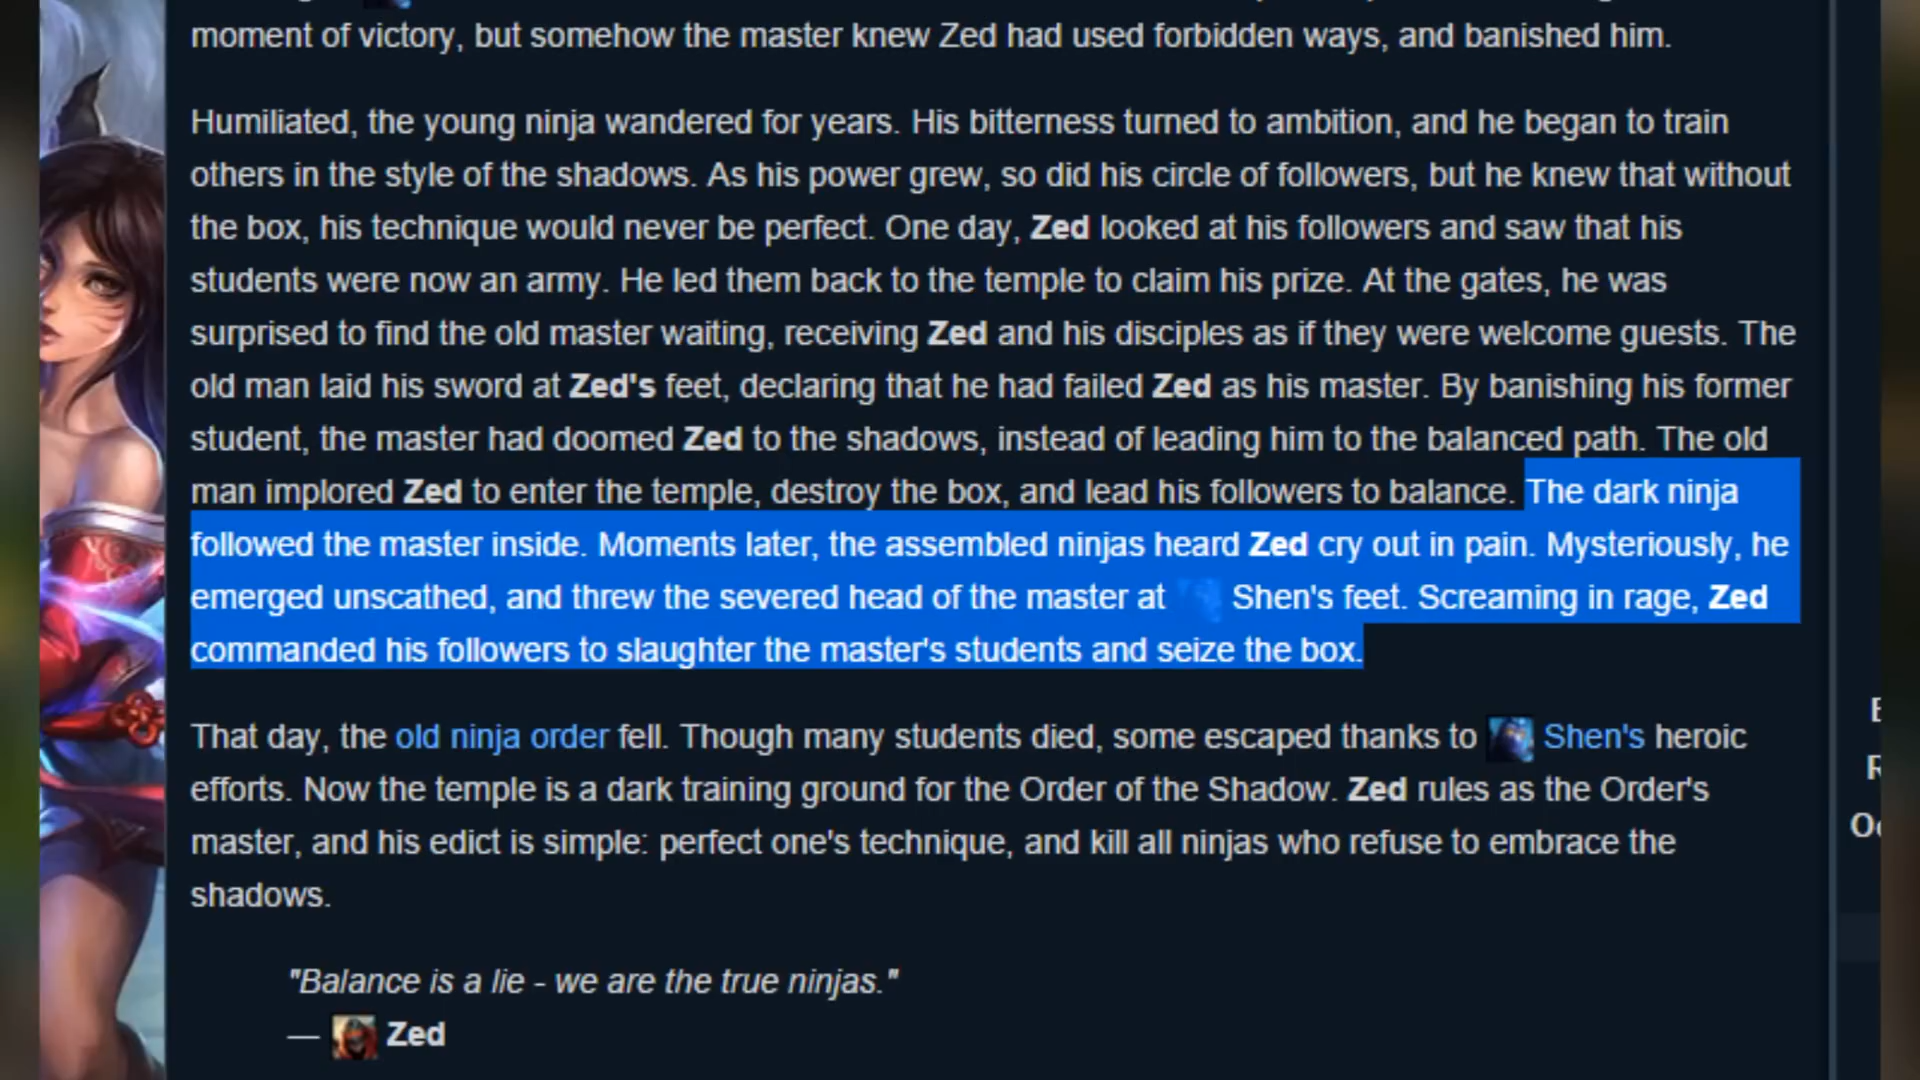 moment of victory, but somehow the master knew Zed had used forbidden ways, and banished him.
Humiliated, the young ninja wandered for years. His bitterness turned to ambition, and he began to train
others in the style of the shadows. As his power grew, so did his circle of followers, but he knew that without
the box, his technique would never be perfect. One day, Zed looked at his followers and saw that his
students were now an army. He led them back to the temple to claim his prize. At the gates, he was
surprised to find the old master waiting, receiving Zed and his disciples as if they were welcome guests. The
old man laid his sword at Zed's feet, declaring that he had failed Zed as his master. By banishing his former
student, the master had doomed Zed to the shadows, instead of leading him to the balanced path. The old
man implored Zed to enter the temple, destroy the box, and lead his followers to balance. The dark ninja
followed the master inside. Moments later, the assembled ninjas heard Zed cry out in pain. Mysteriously, he
emerged unscathed, and threw the severed head of the master at Shen's feet. Screaming in rage, Zed
commanded his followers to slaughter the master's students and seize the box.
That day, the old ninja order fell. Though many students died, some escaped thanks to Shen's heroic
efforts. Now the temple is a dark training ground for the Order of the Shadow. Zed rules as the Order's
master, and his edict is simple: perfect one's technique, and kill all ninjas who refuse to embrace the
shadows.
"Balance is a lie - we are the true ninjas."
— Zed